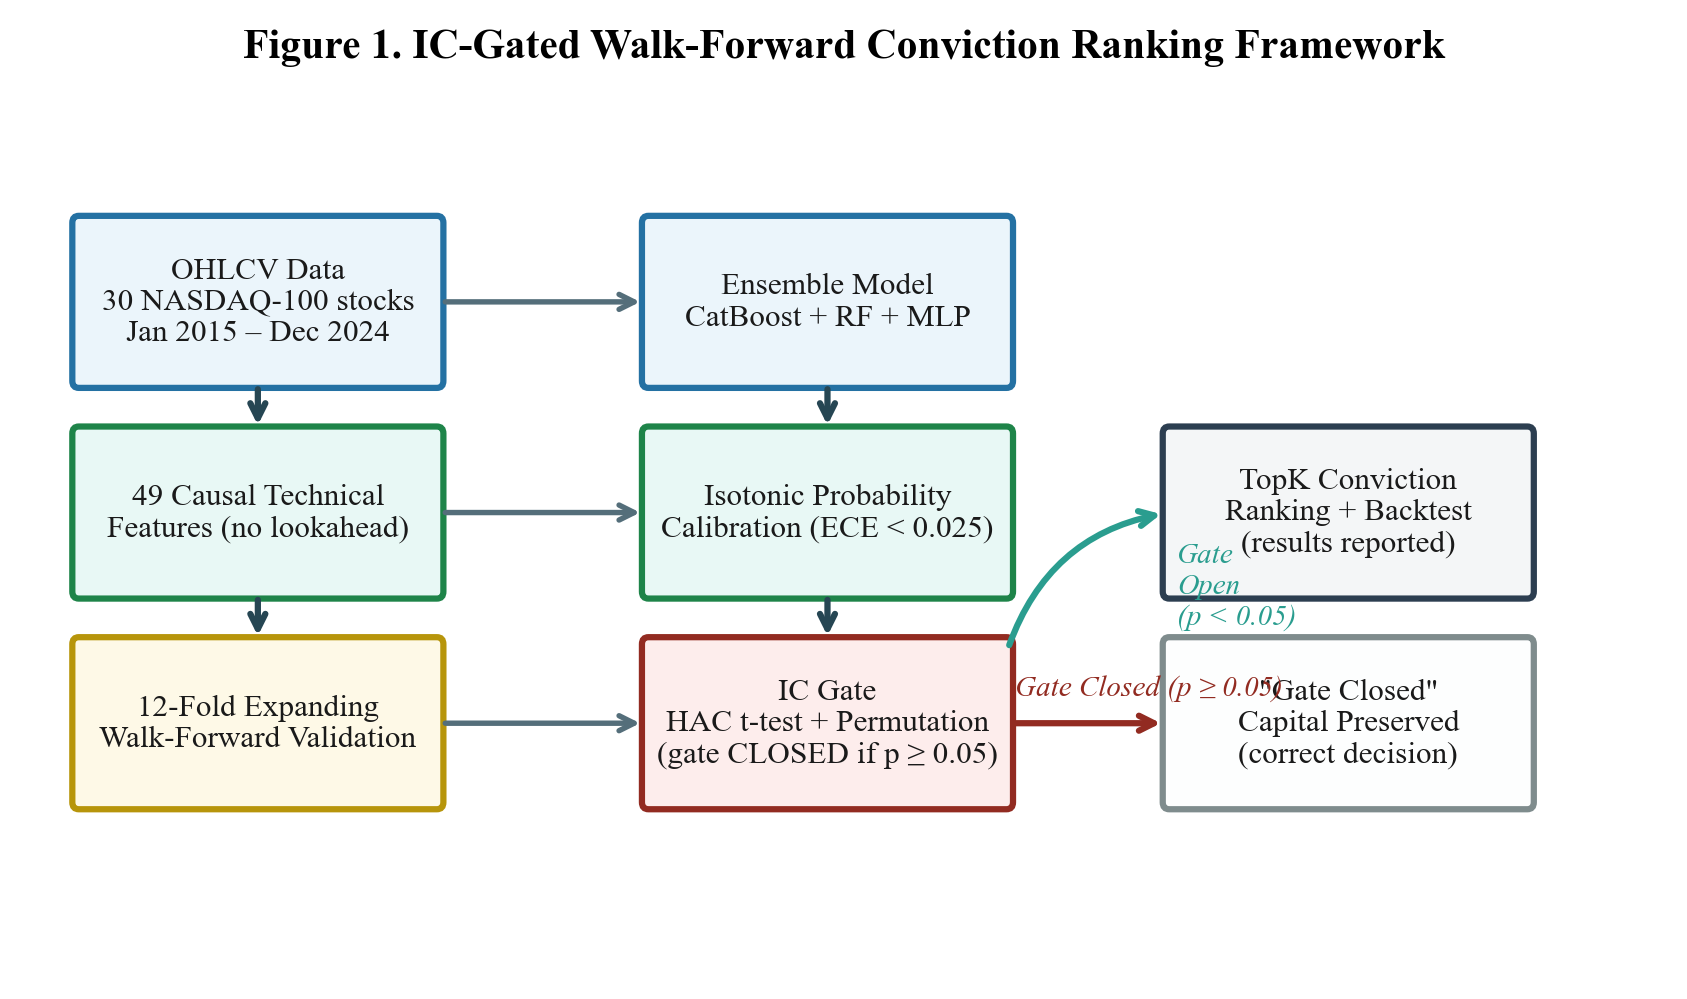 Figure 1. IC-Gated Walk-Forward Conviction Ranking Framework
OHLCV Data
30 NASDAQ-100 stocks
Jan 2015 – Dec 2024
Ensemble Model
CatBoost + RF + MLP
49 Causal Technical
Features (no lookahead)
Isotonic Probability
Calibration (ECE < 0.025)
TopK Conviction
Ranking + Backtest
(results reported)
Gate
Open
(p < 0.05)
12-Fold Expanding
Walk-Forward Validation
IC Gate
HAC t-test + Permutation
(gate CLOSED if p ≥ 0.05)
Gate Closed (p ≥ 0.05)
"Gate Closed"
Capital Preserved
(correct decision)